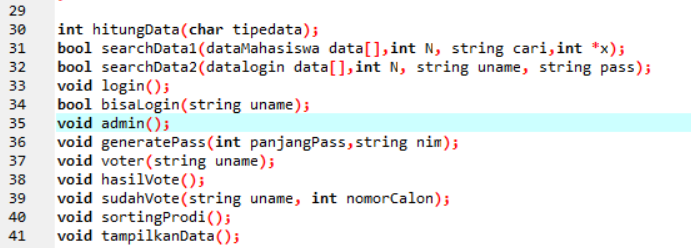 29
30 int hitungData(char tipedata);
31 bool searchData1(dataMahasiswa data[],int N, string cari,int *x);
32 bool searchData2(datalogin data[],int N, string uname, string pass);
33 void login();
34 bool bisaLogin(string uname);
35 void admin();
36 void generatePass(int panjangPass,string nim);
37 void voter(string uname);
38 void hasilVote();
39 void sudahVote(string uname, int nomorCalon);
40 void sortingProdi();
41 void tampilkanData();